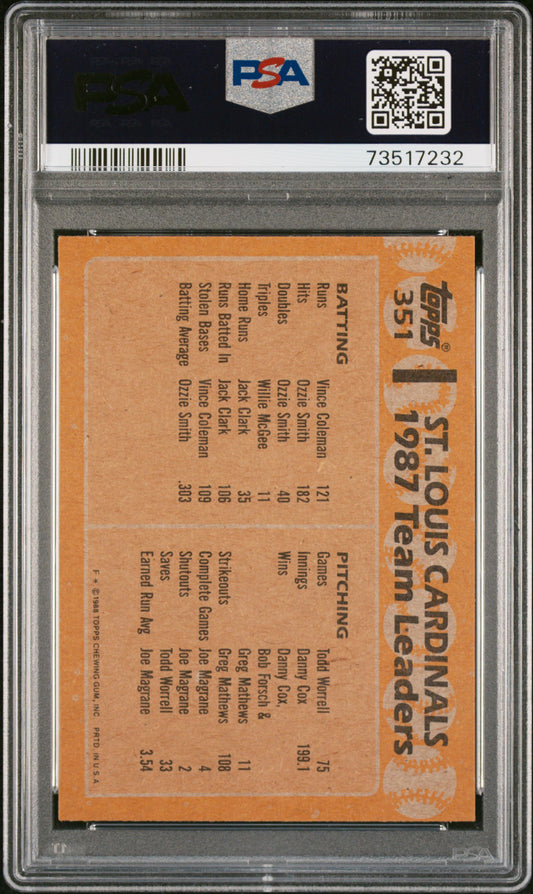 PSA
PSA
73517232
topps®
351
ST. LOUIS CARDINALS
1987 Team Leaders
BATTING
Runs Vince Coleman 121
Hits Ozzie Smith 182
Doubles Ozzie Smith 40
Triples Willie McGee 11
Home Runs Jack Clark 35
Runs Batted In Jack Clark 106
Stolen Bases Vince Coleman 109
Batting Average Ozzie Smith .303
PITCHING
Games Todd Worrell 75
Innings Danny Cox 199.1
Wins Danny Cox,
Bob Forsch &
Greg Mathews 11
Strikeouts Greg Mathews 108
Complete Games Joe Magrane 4
Shutouts Joe Magrane 2
Saves Todd Worrell 33
Earned Run Avg Joe Magrane 3.54
F * ©1988 TOPPS CHEWING GUM, INC. PRTD. IN U.S.A.
PSA